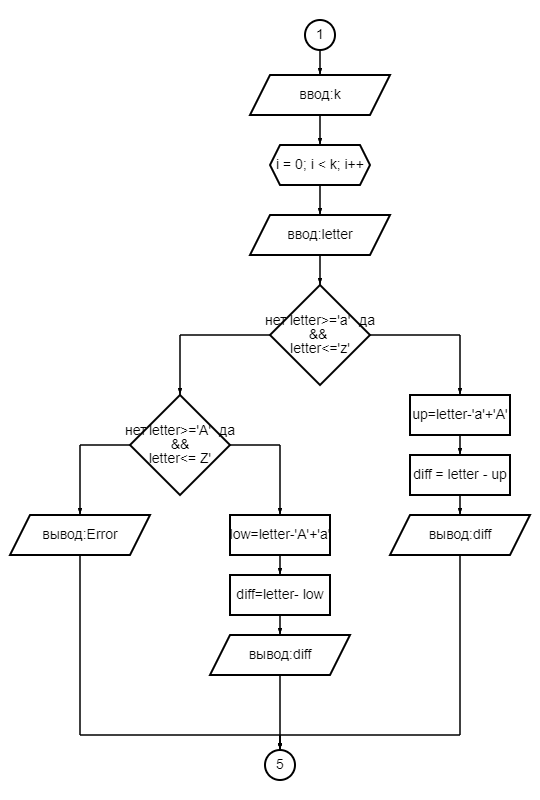 1
ввод:k
i = 0; i < k; i++
ввод:letter
нет letter>='a' да
&&
letter<='z'
нет letter>='A' да
&&
letter<= Z'
up=letter-'a'+'A'
diff = letter - up
вывод:Error
low=letter-'A'+'a'
вывод:diff
diff=letter- low
вывод:diff
5